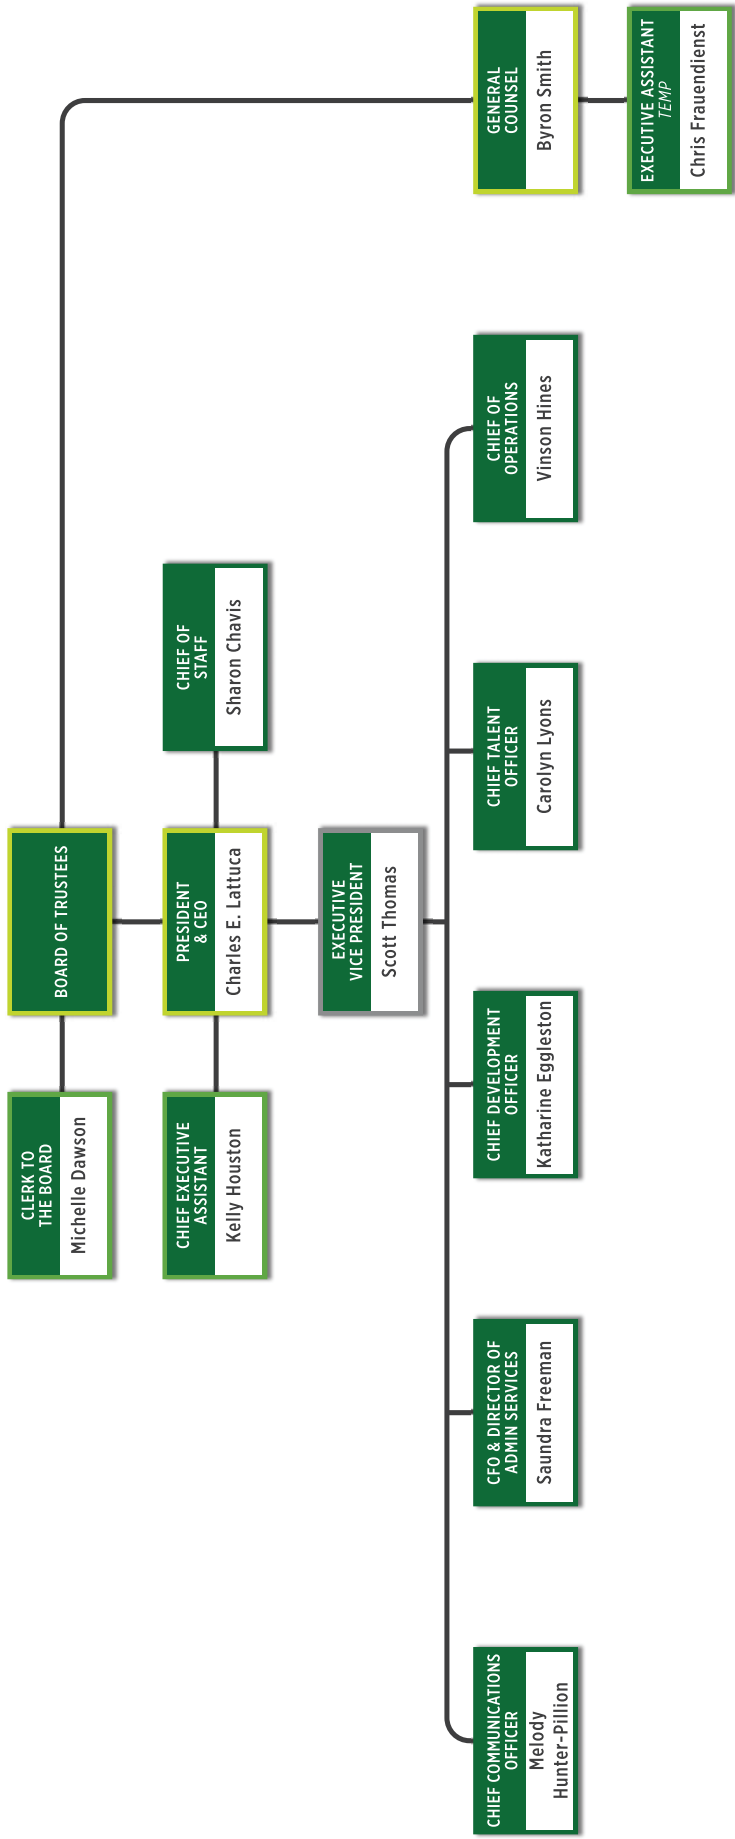 CLERK TO
THE BOARD
Michelle Dawson
BOARD OF TRUSTEES
CHIEF EXECUTIVE
ASSISTANT
Kelly Houston
PRESIDENT
& CEO
Charles E. Lattuca
CHIEF OF
STAFF
Sharon Chavis
EXECUTIVE
VICE PRESIDENT
Scott Thomas
CHIEF COMMUNICATIONS
OFFICER
Melody
Hunter-Pillion
CFO & DIRECTOR OF
ADMIN SERVICES
Saundra Freeman
CHIEF DEVELOPMENT
OFFICER
Katharine Eggleston
CHIEF TALENT
OFFICER
Carolyn Lyons
CHIEF OF
OPERATIONS
Vinson Hines
GENERAL
COUNSEL
Byron Smith
EXECUTIVE ASSISTANT
TEMP
Chris Frauendienst